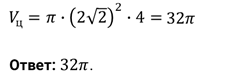 V_ц = π · (2√2)² · 4 = 32π
Ответ: 32π.